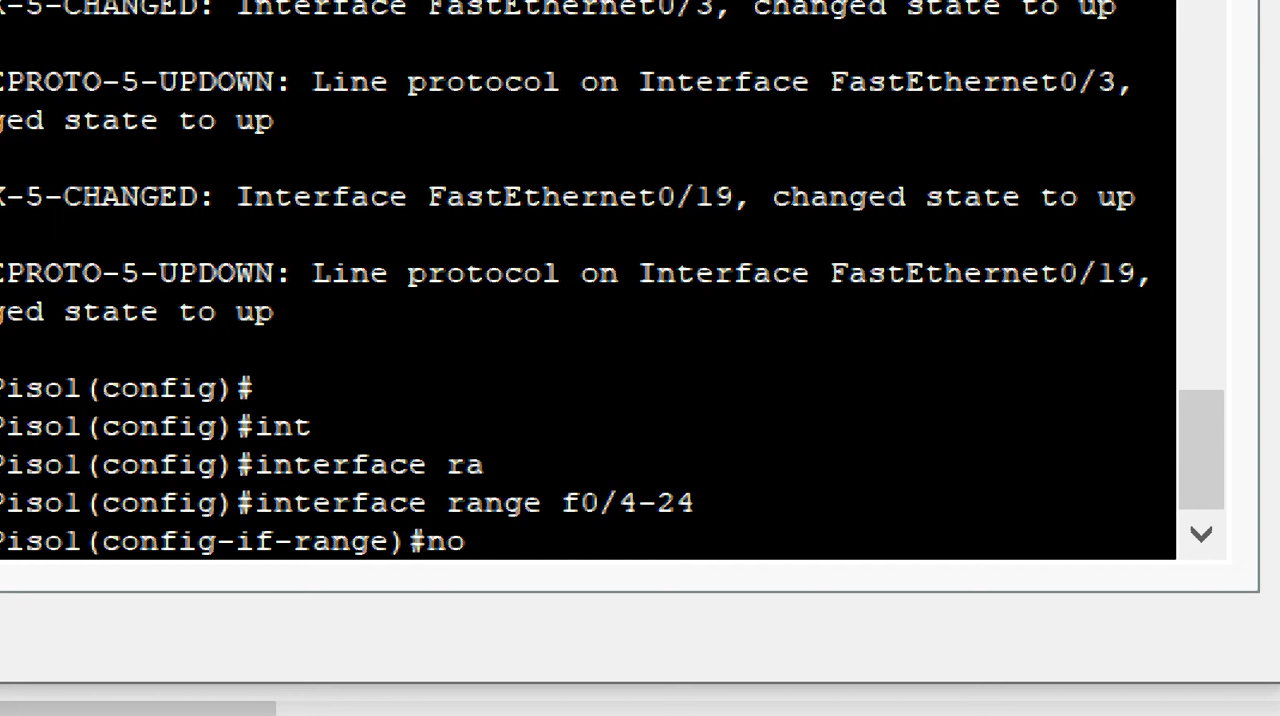 K-5-CHANGED: Interface FastEthernet0/3, changed state to up
EPROTO-5-UPDOWN: Line protocol on Interface FastEthernet0/3,
ged state to up
K-5-CHANGED: Interface FastEthernet0/19, changed state to up
EPROTO-5-UPDOWN: Line protocol on Interface FastEthernet0/19,
ged state to up
Pisol(config)#
Pisol(config)#int
Pisol(config)#interface ra
Pisol(config)#interface range f0/4-24
Pisol(config-if-range)#no